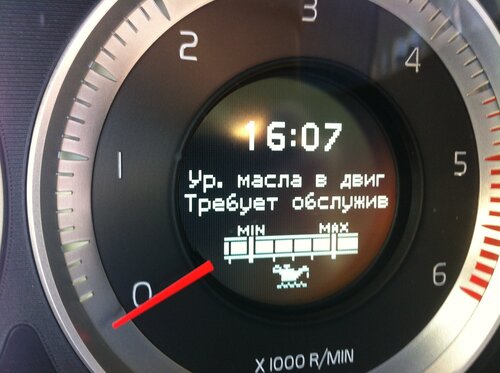 3
2
4
16:07
1
5
Ур. масла в двиг
Требует обслужив
MIN MAX
0
6
X 1000 R/MIN